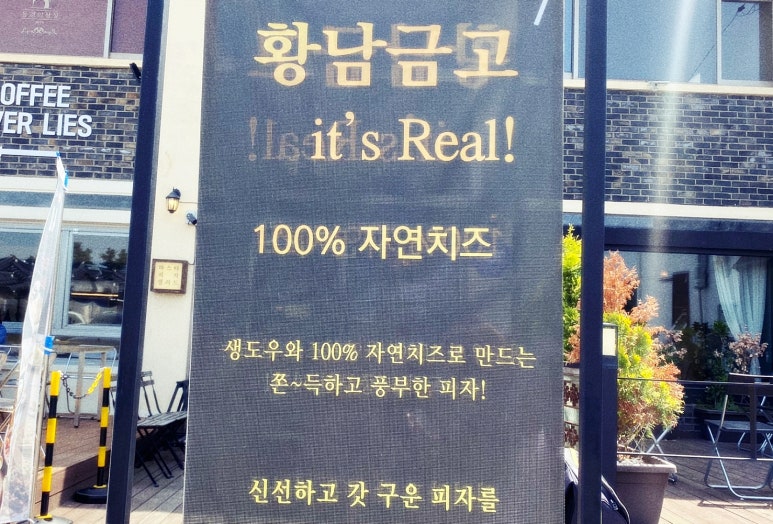 황남금고
it's Real!
100% 자연치즈
생도우와 100% 자연치즈로 만드는
쫀~득하고 풍부한 피자!
신선하고 갓 구운 피자를
OFFEE
VER LIES